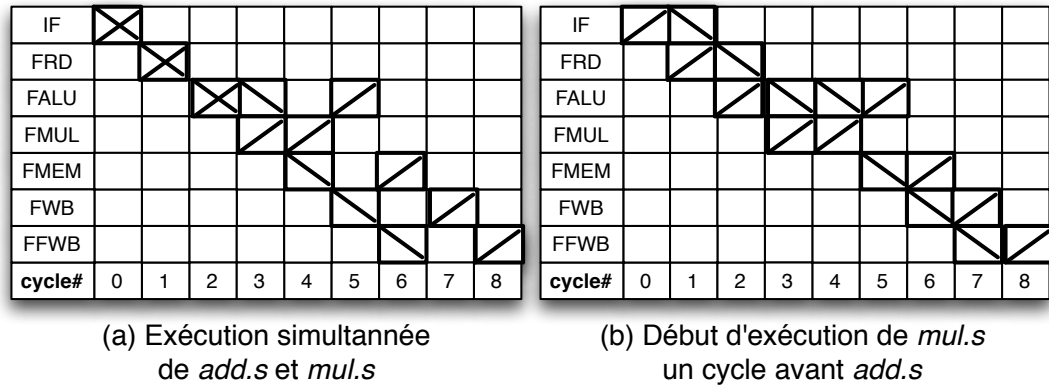 IF
FRD
FALU
FMUL
FMEM
FWB
FFWB
cycle# 0 1 2 3 4 5 6 7 8
(a) Exécution simultannée
de add.s et mul.s
IF
FRD
FALU
FMUL
FMEM
FWB
FFWB
cycle# 0 1 2 3 4 5 6 7 8
(b) Début d'exécution de mul.s
un cycle avant add.s